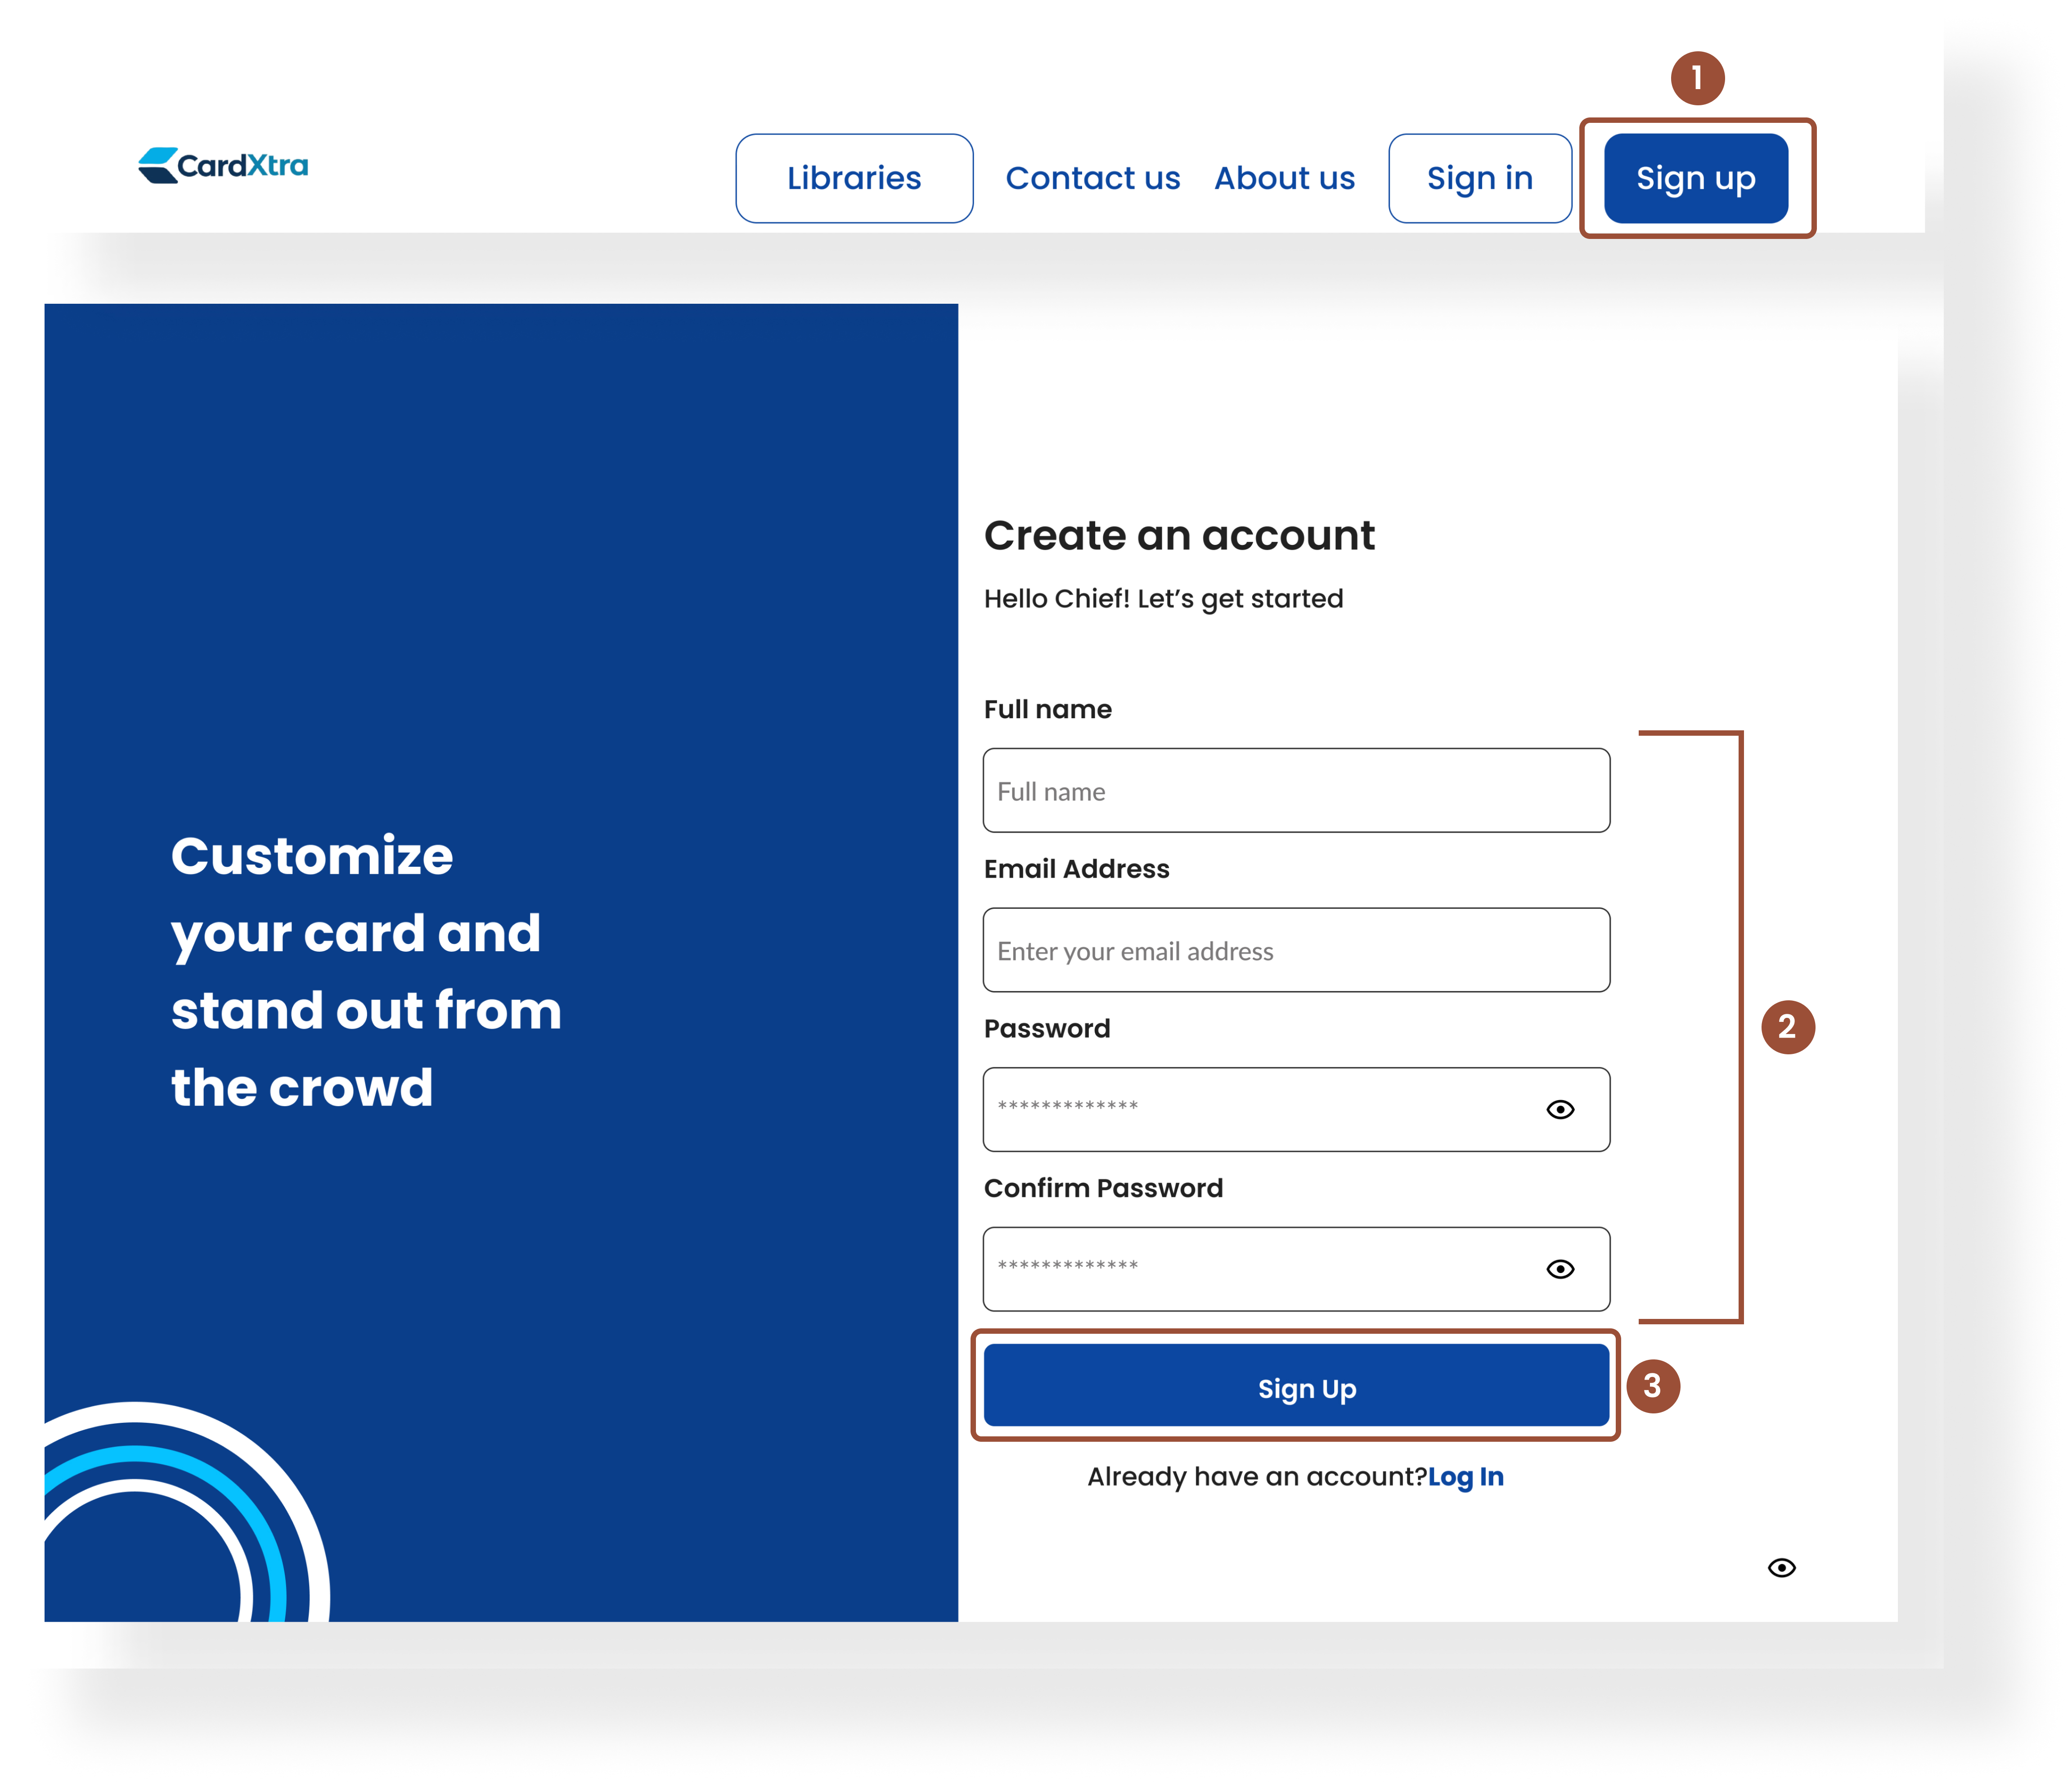 1
CardXtra
Libraries
Contact us
About us
Sign in
Sign up
Customize
your card and
stand out from
the crowd
Create an account
Hello Chief! Let's get started
Full name
Full name
Email Address
Enter your email address
Password
*************
Confirm Password
*************
2
Sign Up
3
Already have an account?Log In